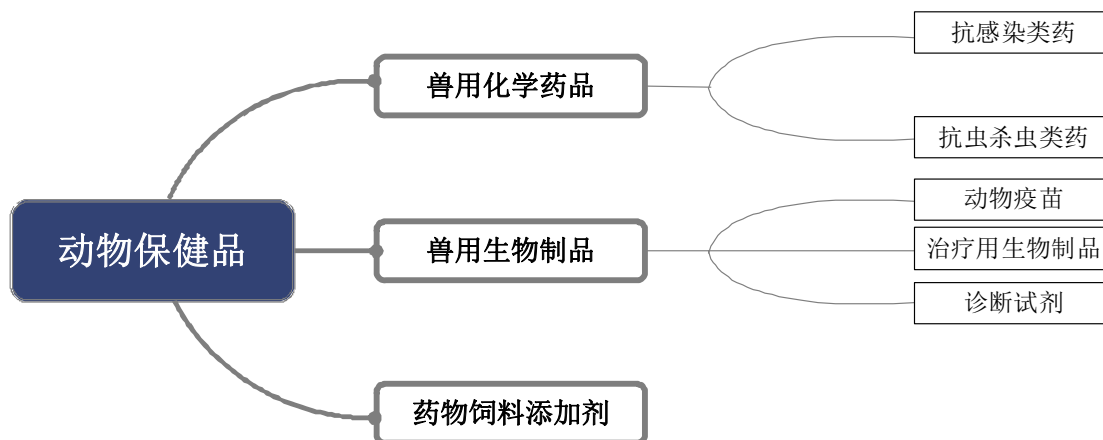 动物保健品
兽用化学药品
抗感染类药
抗虫杀虫类药
兽用生物制品
动物疫苗
治疗用生物制品
诊断试剂
药物饲料添加剂